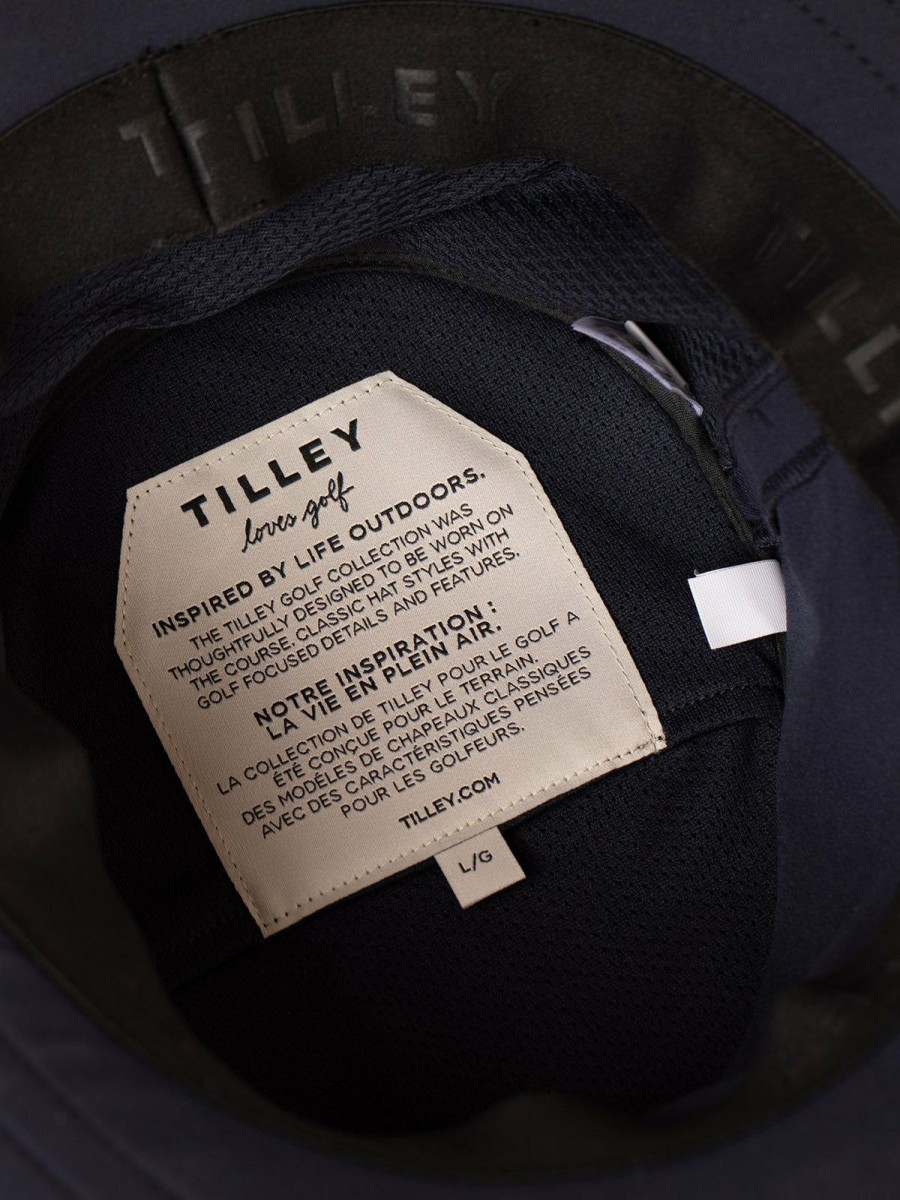 TILLEY
TILL
TILLEY
loves golf
INSPIRED BY LIFE OUTDOORS.
THE TILLEY GOLF COLLECTION WAS
THOUGHTFULLY DESIGNED TO BE WORN ON
THE COURSE. CLASSIC HAT STYLES WITH
GOLF FOCUSED DETAILS AND FEATURES.
NOTRE INSPIRATION :
LA VIE EN PLEIN AIR.
LA COLLECTION DE TILLEY POUR LE GOLF A
ÉTÉ CONÇUE POUR LE TERRAIN.
DES MODÈLES DE CHAPEAUX CLASSIQUES
AVEC DES CARACTÉRISTIQUES PENSÉES
POUR LES GOLFEURS.
TILLEY.COM
L/G